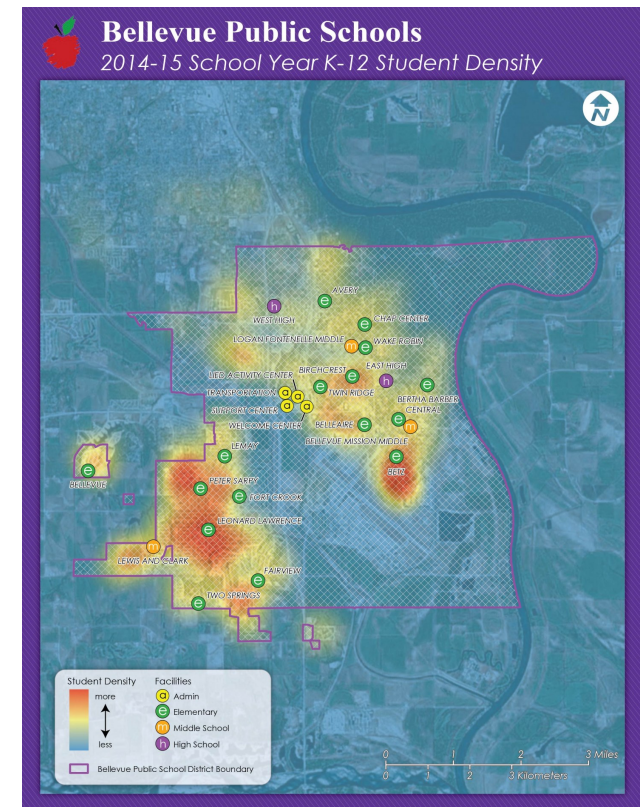 Bellevue Public Schools
2014-15 School Year K-12 Student Density
N
e
AVERY
h
WEST HIGH
e
CHAP CENTER
LOGAN FONTENELLE MIDDLE
m
e
WAKE ROBIN
EAST HIGH
BIRCHCREST
e
h
LIED ACTIVITY CENTER
e
TWIN RIDGE
e
BERTHA BARBER
TRANSPORTATION
a
a
SUPPORT CENTER
a
a
WELCOME CENTER
CENTRAL
e
BELLEAIRE
e
m
BELLEVUE MISSION MIDDLE
LEMAY
e
e
BETZ
e
BELLEVUE
PETER SARPY
e
e
FORT CROOK
LEONARD LAWRENCE
e
m
LEWIS AND CLARK
FAIRVIEW
e
TWO SPRINGS
e
Student Density
more
less
Facilities
a Admin
e Elementary
m Middle School
h High School
Bellevue Public School District Boundary
0 1 2 3 Miles
0 1 2 3 Kilometers